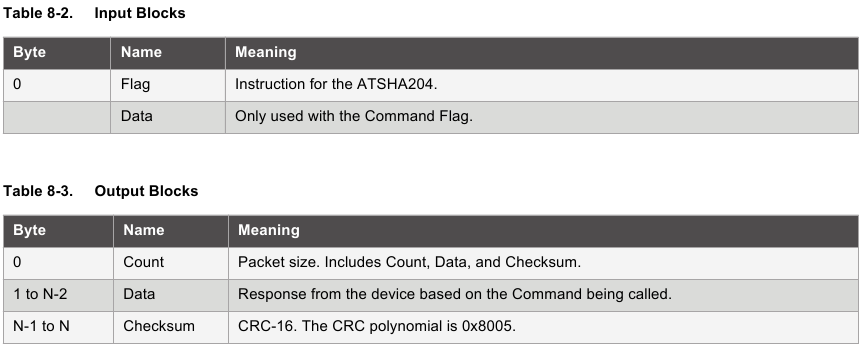 Table 8-2. Input Blocks
Byte Name Meaning
0 Flag Instruction for the ATSHA204.
Data Only used with the Command Flag.
Table 8-3. Output Blocks
Byte Name Meaning
0 Count Packet size. Includes Count, Data, and Checksum.
1 to N-2 Data Response from the device based on the Command being called.
N-1 to N Checksum CRC-16. The CRC polynomial is 0x8005.